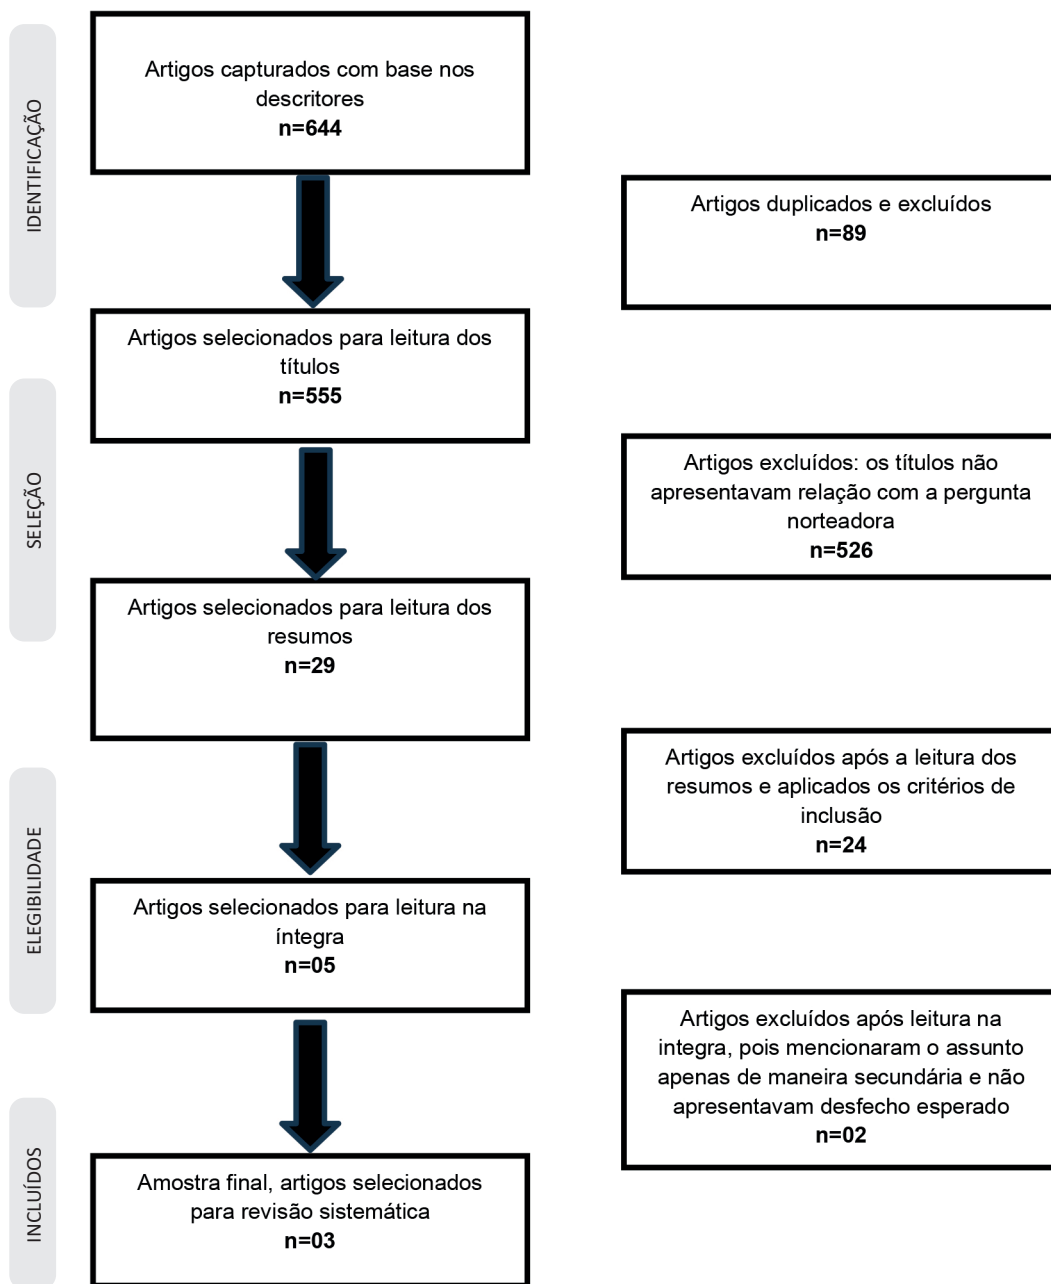 IDENTIFICAÇÃO
Artigos capturados com base nos
descritores
n=644
Artigos duplicados e excluídos
n=89
Artigos selecionados para leitura dos
títulos
n=555
SELEÇÃO
Artigos excluídos: os títulos não
apresentavam relação com a pergunta
norteadora
n=526
Artigos selecionados para leitura dos
resumos
n=29
Artigos excluídos após a leitura dos
resumos e aplicados os critérios de
inclusão
n=24
ELEGIBILIDADE
Artigos selecionados para leitura na
íntegra
n=05
Artigos excluídos após leitura na
integra, pois mencionaram o assunto
apenas de maneira secundária e não
apresentavam desfecho esperado
n=02
INCLUÍDOS
Amostra final, artigos selecionados
para revisão sistemática
n=03